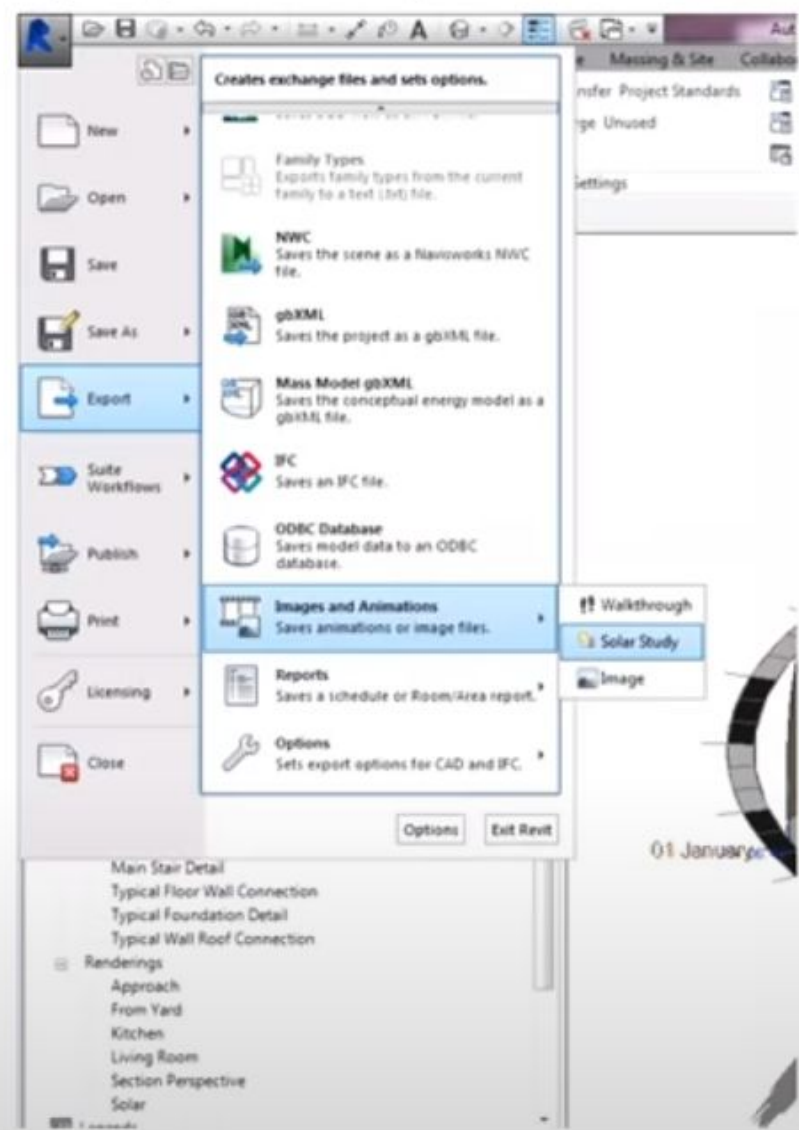 A
Aut
Massing & Site Collabo
Creates exchange files and sets options.
nsfer Project Standards
rge Unused
Settings
New
Open
Save
Save As
Export
Suite
Workflows
Publish
Print
Licensing
Close
Family Types
Exports family types from the current
family to a text (.txt) file.
NWC
Saves the scene as a Navisworks NWC
file.
gbXML
Saves the project as a gbXML file.
Mass Model gbXML
Saves the conceptual energy model as a
gbXML file.
IFC
Saves an IFC file.
ODBC Database
Saves model data to an ODBC
database.
Images and Animations
Saves animations or image files.
Reports
Saves a schedule or Room/Area report.
Options
Sets export options for CAD and IFC.
Walkthrough
Solar Study
Image
Options Exit Revit
01 January
Main Stair Detail
Typical Floor Wall Connection
Typical Foundation Detail
Typical Wall Roof Connection
Renderings
Approach
From Yard
Kitchen
Living Room
Section Perspective
Solar
Legends